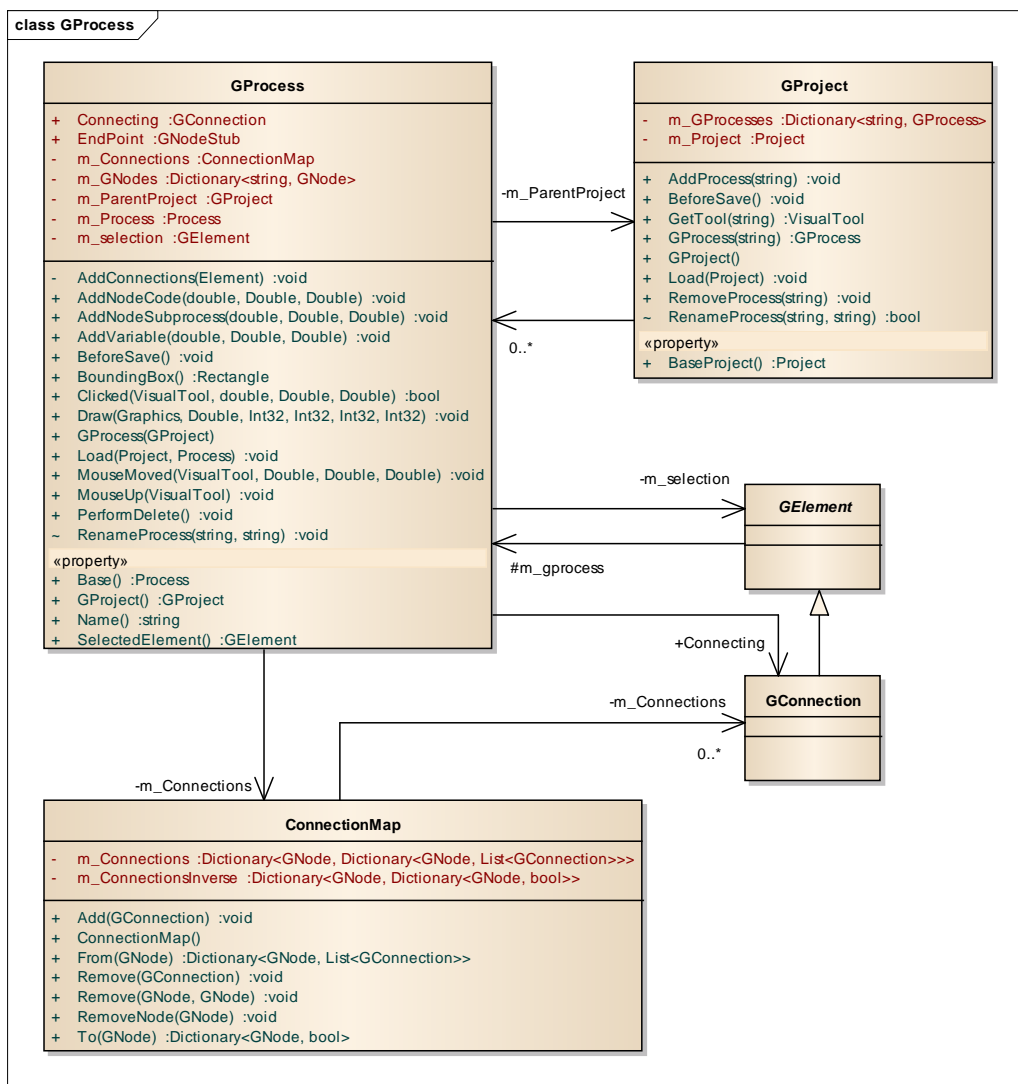 class GProcess
GProcess
+ Connecting :GConnection
+ EndPoint :GNodeStub
- m_Connections :ConnectionMap
- m_GNodes :Dictionary<string, GNode>
- m_ParentProject :GProject
- m_Process :Process
- m_selection :GElement
- AddConnections(Element) :void
+ AddNodeCode(double, Double, Double) :void
+ AddNodeSubprocess(double, Double, Double) :void
+ AddVariable(double, Double, Double) :void
+ BeforeSave() :void
+ BoundingBox() :Rectangle
+ Clicked(VisualTool, double, Double, Double) :bool
+ Draw(Graphics, Double, Int32, Int32, Int32, Int32) :void
+ GProcess(GProject)
+ Load(Project, Process) :void
+ MouseMoved(VisualTool, Double, Double, Double) :void
+ MouseUp(VisualTool) :void
+ PerformDelete() :void
~ RenameProcess(string, string) :void
«property»
+ Base() :Process
+ GProject() :GProject
+ Name() :string
+ SelectedElement() :GElement
-m_ParentProject
0..*
GProject
- m_GProcesses :Dictionary<string, GProcess>
- m_Project :Project
+ AddProcess(string) :void
+ BeforeSave() :void
+ GetTool(string) :VisualTool
+ GProcess(string) :GProcess
+ GProject()
+ Load(Project) :void
+ RemoveProcess(string) :void
~ RenameProcess(string, string) :bool
«property»
+ BaseProject() :Project
-m_selection
GElement
#m_gprocess
+Connecting
GConnection
-m_Connections
0..*
-m_Connections
ConnectionMap
- m_Connections :Dictionary<GNode, Dictionary<GNode, List<GConnection>>>
- m_ConnectionsInverse :Dictionary<GNode, Dictionary<GNode, bool>>
+ Add(GConnection) :void
+ ConnectionMap()
+ From(GNode) :Dictionary<GNode, List<GConnection>>
+ Remove(GConnection) :void
+ Remove(GNode, GNode) :void
+ RemoveNode(GNode) :void
+ To(GNode) :Dictionary<GNode, bool>